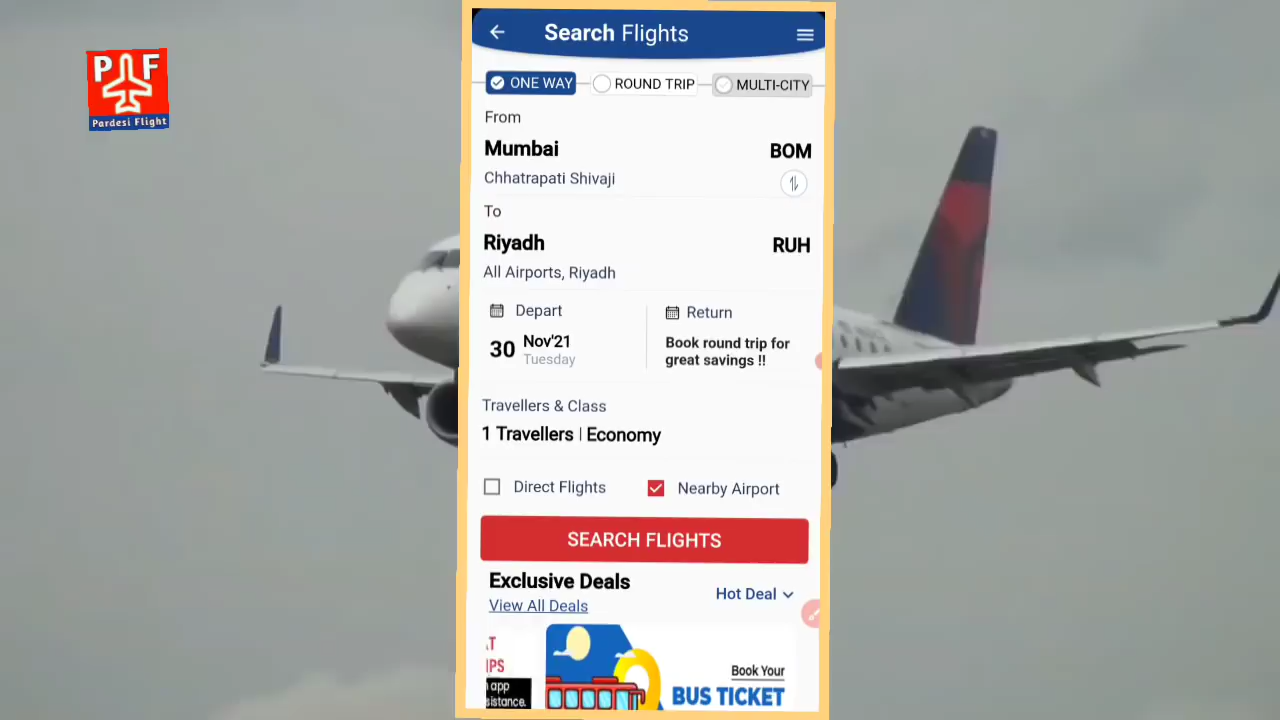 P F
Pardesi Flight
Search Flights
ONE WAY
ROUND TRIP
MULTI-CITY
From
Mumbai
BOM
Chhatrapati Shivaji
To
Riyadh
RUH
All Airports, Riyadh
Depart
Return
30
Nov'21
Tuesday
Book round trip for
great savings !!
Travellers & Class
1 Travellers | Economy
Direct Flights
Nearby Airport
SEARCH FLIGHTS
Exclusive Deals
Hot Deal
View All Deals
Book Your
BUS TICKET
app